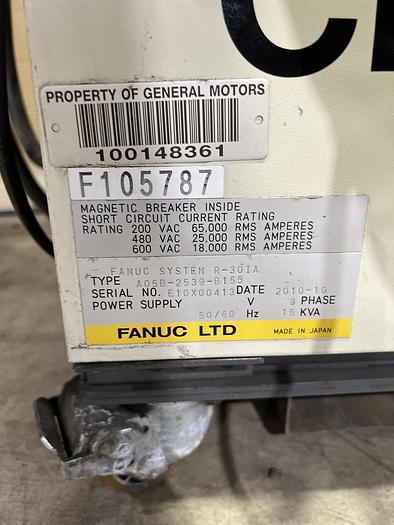 PROPERTY OF GENERAL MOTORS
100148361
F105787
MAGNETIC BREAKER INSIDE
SHORT CIRCUIT CURRENT RATING
RATING 200 VAC 65,000 RMS AMPERES
480 VAC 25,000 RMS AMPERES
600 VAC 18,000 RMS AMPERES
FANUC SYSTEM R-30IA
TYPE A05B-2539-B155
SERIAL NO. E10X00413 DATE 2010-10
POWER SUPPLY V PHASE
50/60 Hz 15 KVA
FANUC LTD MADE IN JAPAN